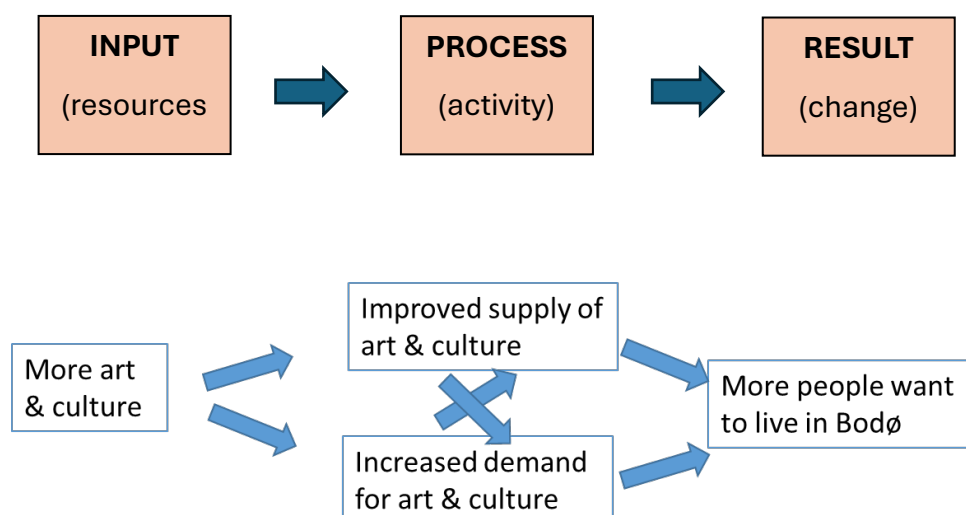 INPUT
(resources
PROCESS
(activity)
RESULT
(change)
More art
& culture
Improved supply of
art & culture
Increased demand
for art & culture
More people want
to live in Bodø